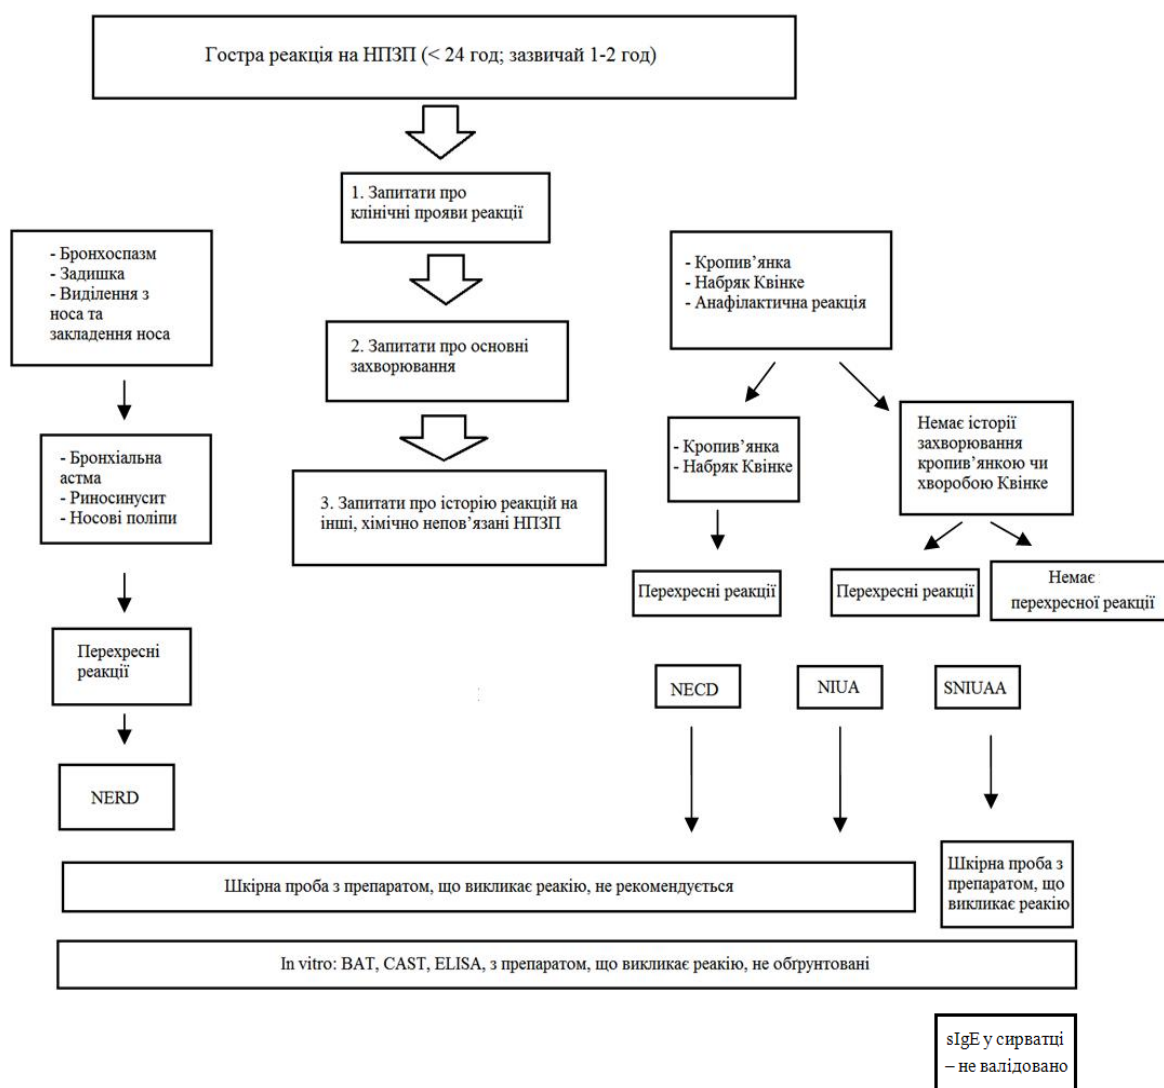 Гостра реакція на НПЗП (< 24 год; зазвичай 1-2 год)
1. Запитати про
клінічні прояви реакції
- Бронхоспазм
- Задишка
- Виділення з
носа та
закладення носа
- Кропив’янка
- Набряк Квінке
- Анафілактична реакція
2. Запитати про основні
захворювання
- Бронхіальна
астма
- Риносинусит
- Носові поліпи
3. Запитати про історію реакцій на
інші, хімічно непов’язані НПЗП
- Кропив’янка
- Набряк Квінке
Немає історії
захворювання
кропив’янкою чи
хворобою Квінке
Перехресні реакції
Перехресні реакції
Немає
перехресної реакції
Перехресні
реакції
NECD
NIUA
SNIUAA
NERD
Шкірна проба з препаратом, що викликає реакію, не рекомендується
Шкірна проба з
препаратом, що
викликає реакію
In vitro: BAT, CAST, ELISA, з препаратом, що викликає реакію, не обґрунтовані
sIgE у сирватці
– не валідовано